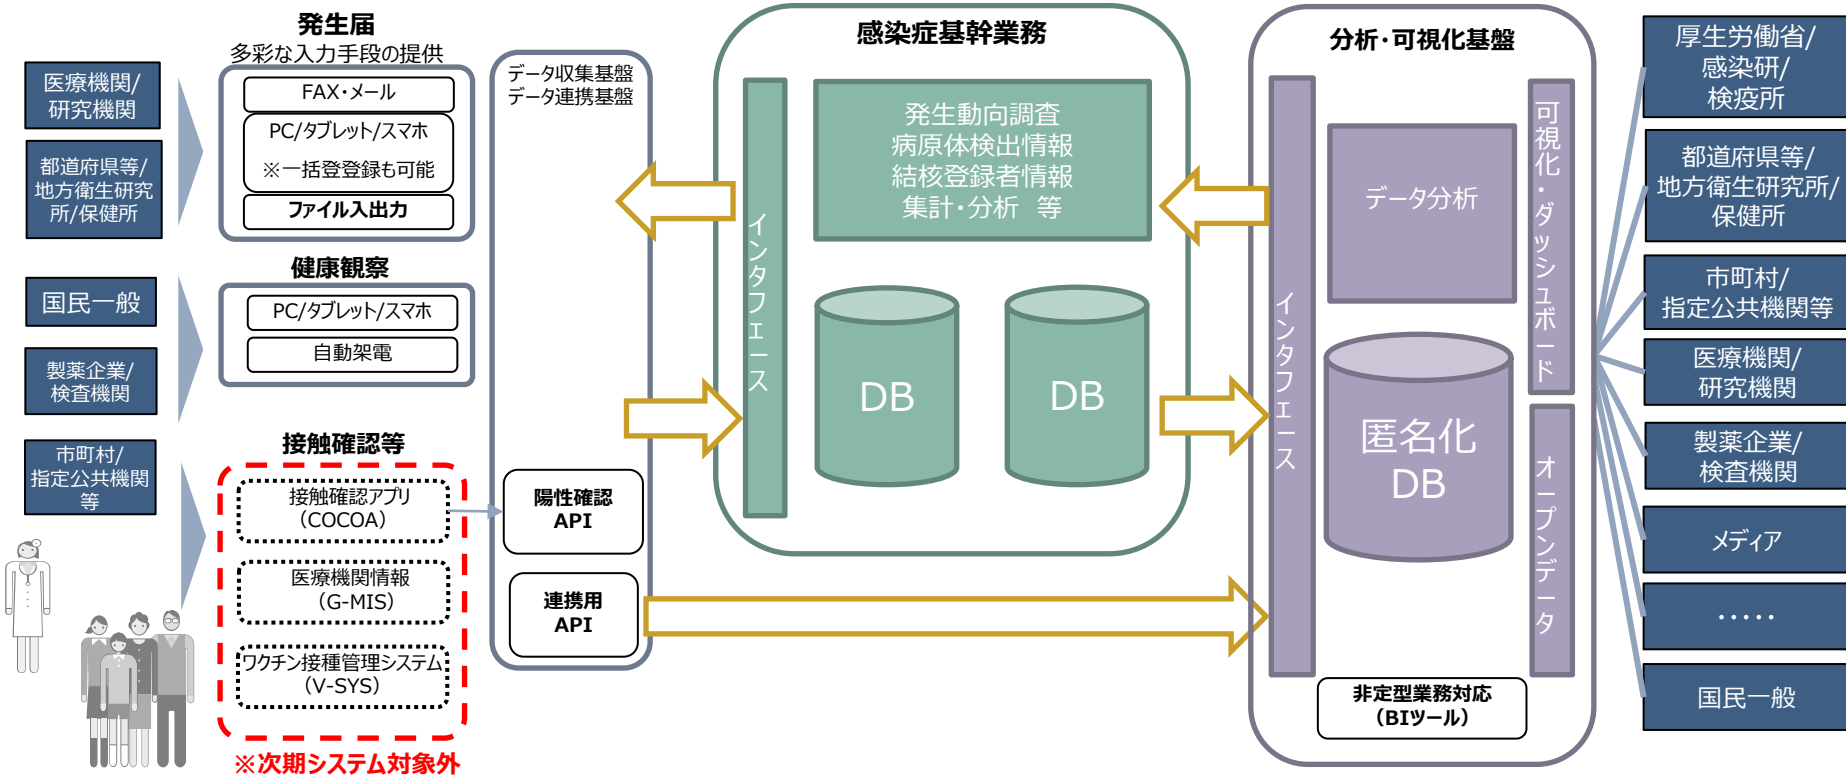 発生届
多彩な入力手段の提供
医療機関/
研究機関
都道府県等/
地方衛生研究
所/保健所
FAX・メール
PC/タブレット/スマホ
※一括登登録も可能
ファイル入出力
国民一般
製薬企業/
検査機関
健康観察
PC/タブレット/スマホ
自動架電
市町村/
指定公共機関
等
接触確認等
接触確認アプリ
(COCOA)
医療機関情報
(G-MIS)
ワクチン接種管理システム
(V-SYS)
※次期システム対象外
データ収集基盤
データ連携基盤
陽性確認
API
連携用
API
感染症基幹業務
インタフェース
発生動向調査
病原体検出情報
結核登録者情報
集計・分析 等
DB
DB
分析・可視化基盤
インタフェース
データ分析
匿名化
DB
可視化・ダッシュボード
オープンデータ
非定型業務対応
(BIツール)
厚生労働省/
感染研/
検疫所
都道府県等/
地方衛生研究所/
保健所
市町村/
指定公共機関等
医療機関/
研究機関
製薬企業/
検査機関
メディア
・・・・・
国民一般